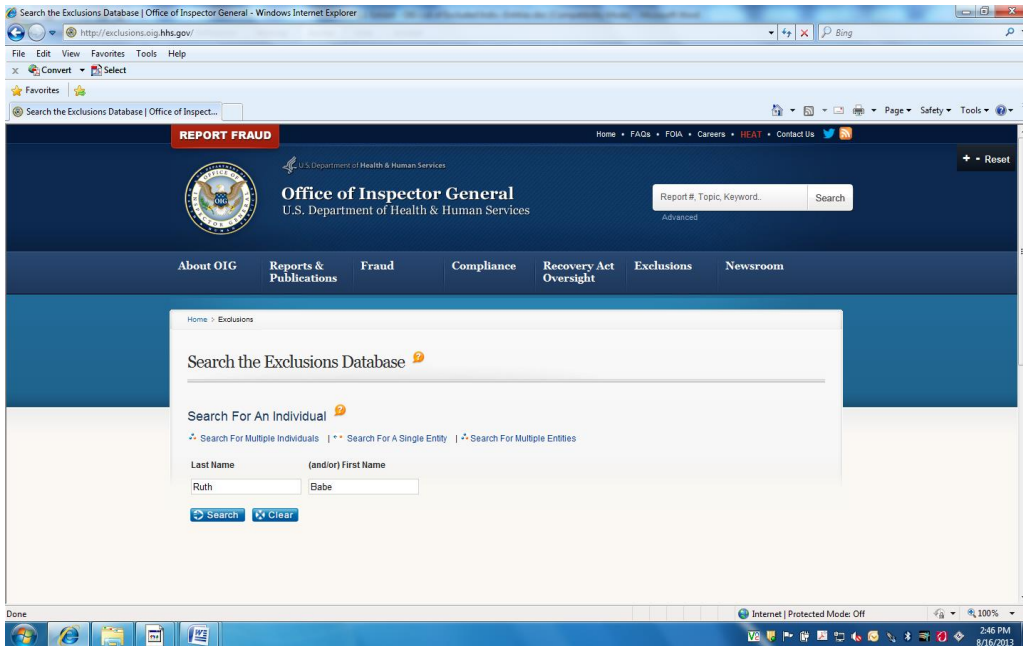 Search the Exclusions Database | Office of Inspector General - Windows Internet Explorer
http://exclusions.oig.hhs.gov/
Bing
File Edit View Favorites Tools Help
x Convert Select
Favorites
Search the Exclusions Database | Office of Inspect...
Page Safety Tools
REPORT FRAUD
Home • FAQs • FOIA • Careers • HEAT • Contact Us
+ - Reset
U.S. Department of Health & Human Services
Office of Inspector General
U.S. Department of Health & Human Services
OIG
Report #, Topic, Keyword..
Search
Advanced
About OIG
Reports & Publications
Fraud
Compliance
Recovery Act Oversight
Exclusions
Newsroom
Home > Exclusions
Search the Exclusions Database ?
Search For An Individual ?
Search For Multiple Individuals | Search For A Single Entity | Search For Multiple Entities
Last Name (and/or) First Name
Ruth Babe
Search Clear
Done
Internet | Protected Mode: Off
100%
2:46 PM
8/16/2013